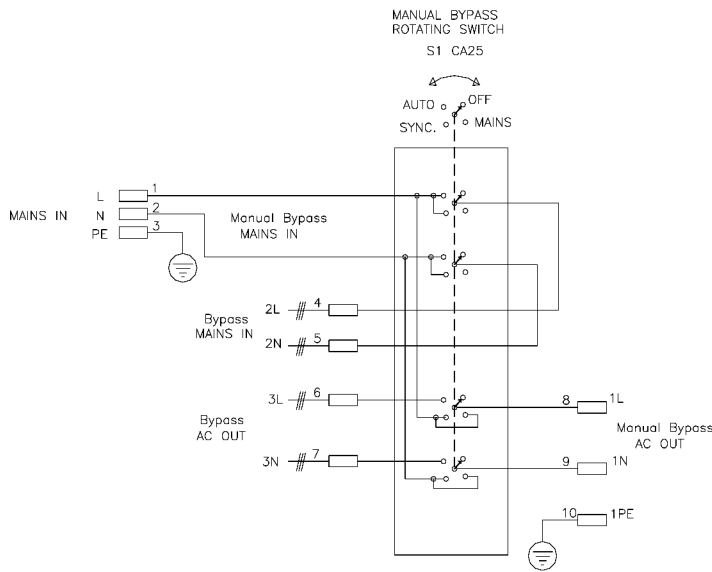 MANUAL BYPASS
ROTATING SWITCH
S1 CA25
AUTO
OFF
SYNC.
MAINS
MAINS IN
L
1
N
2
PE
3
Manual Bypass
MAINS IN
Bypass
MAINS IN
2L
4
2N
5
Bypass
AC OUT
3L
6
3N
7
8
1L
Manual Bypass
AC OUT
9
1N
10
1PE